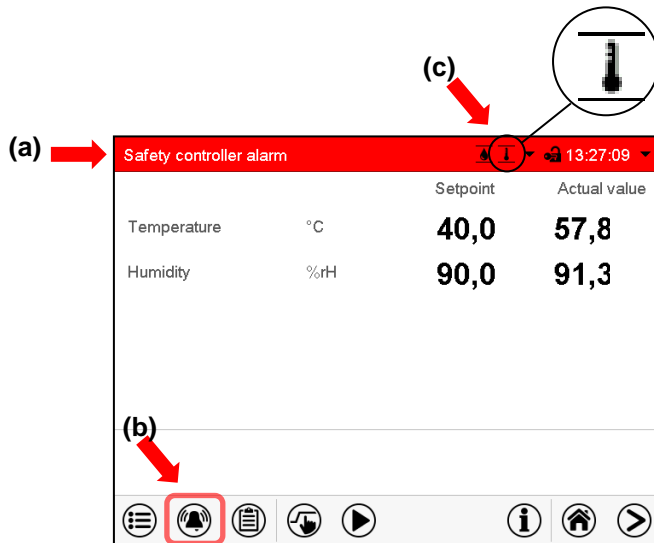 (c)
(a)
Safety controller alarm 13:27:09
Setpoint Actual value
Temperature °C 40,0 57,8
Humidity %rH 90,0 91,3
(b)